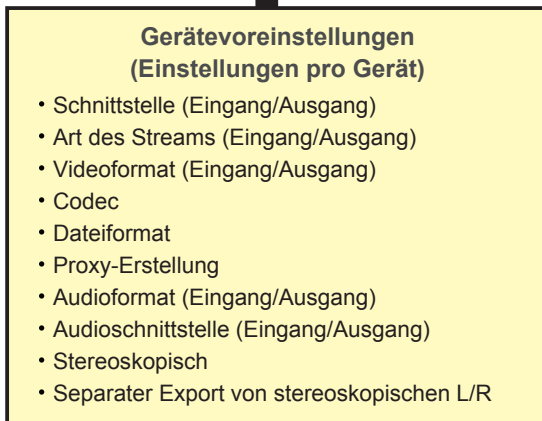 Gerätevoreinstellungen
(Einstellungen pro Gerät)
• Schnittstelle (Eingang/Ausgang)
• Art des Streams (Eingang/Ausgang)
• Videoformat (Eingang/Ausgang)
• Codec
• Dateiformat
• Proxy-Erstellung
• Audioformat (Eingang/Ausgang)
• Audioschnittstelle (Eingang/Ausgang)
• Stereoskopisch
• Separater Export von stereoskopischen L/R